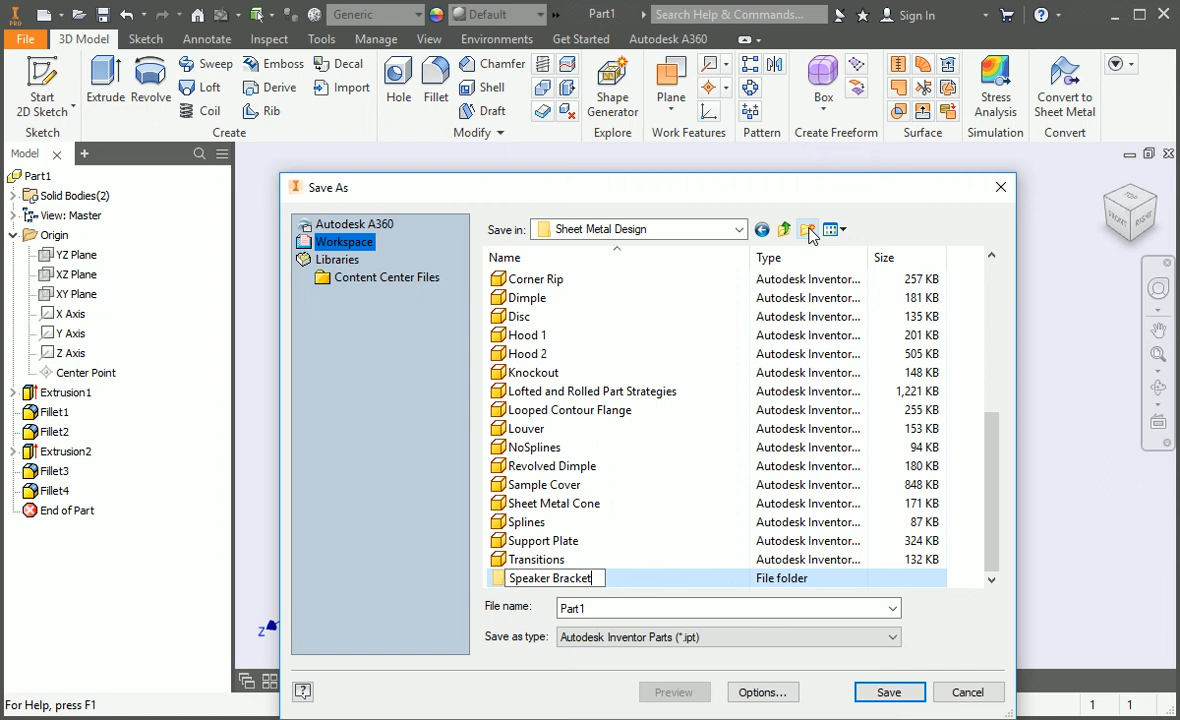 PRO
Generic
Default
Part1
Search Help & Commands...
Sign In
File
3D Model
Sketch
Annotate
Inspect
Tools
Manage
View
Environments
Get Started
Autodesk A360
Start
2D Sketch
Extrude
Revolve
Sweep
Loft
Coil
Emboss
Derive
Rib
Decal
Import
Hole
Fillet
Chamfer
Shell
Draft
Shape
Generator
Plane
Box
Stress
Analysis
Convert to
Sheet Metal
Sketch
Create
Modify
Explore
Work Features
Pattern
Create Freeform
Surface
Simulation
Convert
Model
Part1
Solid Bodies(2)
View: Master
Origin
YZ Plane
XZ Plane
XY Plane
X Axis
Y Axis
Z Axis
Center Point
Extrusion1
Fillet1
Fillet2
Extrusion2
Fillet3
Fillet4
End of Part
Save As
Autodesk A360
Workspace
Libraries
Content Center Files
Save in:
Sheet Metal Design
Name
Type
Size
Corner Rip Autodesk Inventor... 257 KB
Dimple Autodesk Inventor... 181 KB
Disc Autodesk Inventor... 135 KB
Hood 1 Autodesk Inventor... 201 KB
Hood 2 Autodesk Inventor... 505 KB
Knockout Autodesk Inventor... 148 KB
Lofted and Rolled Part Strategies Autodesk Inventor... 1,221 KB
Looped Contour Flange Autodesk Inventor... 255 KB
Louver Autodesk Inventor... 153 KB
NoSplines Autodesk Inventor... 94 KB
Revolved Dimple Autodesk Inventor... 180 KB
Sample Cover Autodesk Inventor... 848 KB
Sheet Metal Cone Autodesk Inventor... 171 KB
Splines Autodesk Inventor... 87 KB
Support Plate Autodesk Inventor... 324 KB
Transitions Autodesk Inventor... 132 KB
Speaker Bracket File folder
File name:
Part1
Save as type:
Autodesk Inventor Parts (*.ipt)
Preview
Options...
Save
Cancel
TOP
FRONT
RIGHT
Z
For Help, press F1
1
1